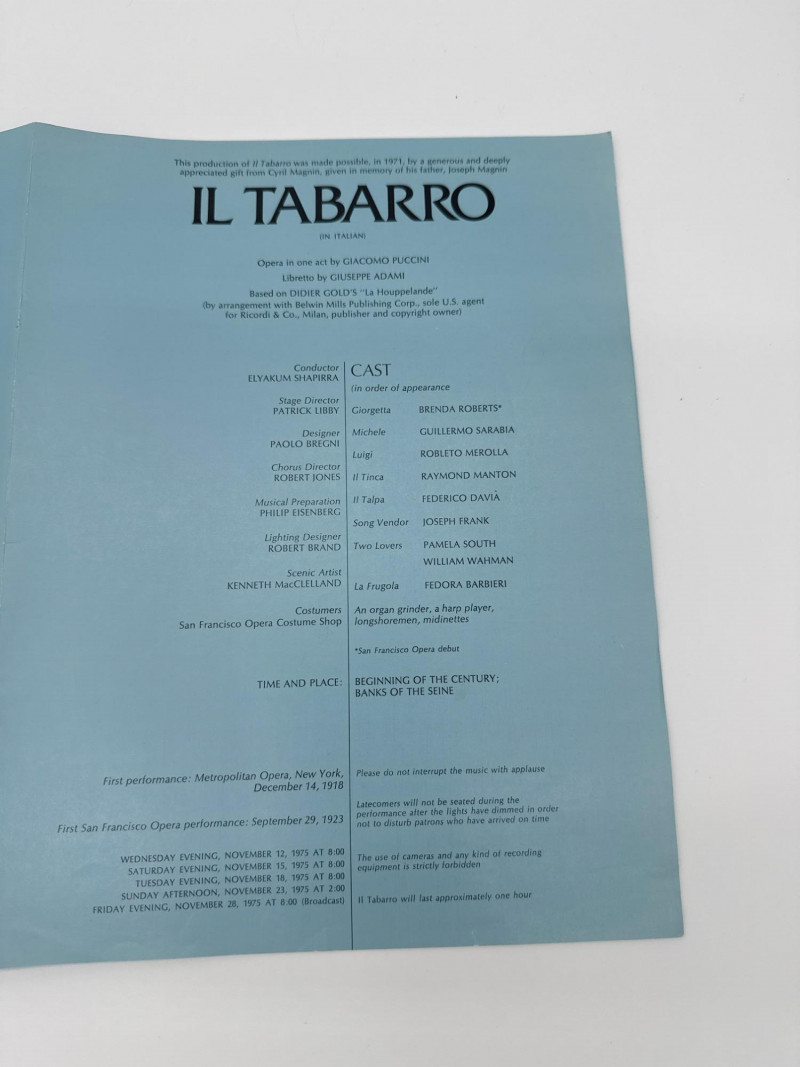 This production of Il Tabarro was made possible, in 1971, by a generous and deeply
appreciated gift from Cyril Magnin, given in memory of his father, Joseph Magnin
IL TABARRO
(IN ITALIAN)
Opera in one act by GIACOMO PUCCINI
Libretto by GIUSEPPE ADAMI
Based on DIDIER GOLD'S "La Houppelande"
(by arrangement with Belwin Mills Publishing Corp., sole U.S. agent
for Ricordi & Co., Milan, publisher and copyright owner)
Conductor
ELYAKUM SHAPIRRA
Stage Director
PATRICK LIBBY
Designer
PAOLO BREGNI
Chorus Director
ROBERT JONES
Musical Preparation
PHILIP EISENBERG
Lighting Designer
ROBERT BRAND
Scenic Artist
KENNETH MacCLELLAND
Costumers
San Francisco Opera Costume Shop
CAST
(in order of appearance
Giorgetta BRENDA ROBERTS*
Michele GUILLERMO SARABIA
Luigi ROBLETO MEROLLA
Il Tinca RAYMOND MANTON
Il Talpa FEDERICO DAVIÀ
Song Vendor JOSEPH FRANK
Two Lovers PAMELA SOUTH
WILLIAM WAHMAN
La Frugola FEDORA BARBIERI
An organ grinder, a harp player,
longshoremen, midinettes
*San Francisco Opera debut
TIME AND PLACE: BEGINNING OF THE CENTURY;
BANKS OF THE SEINE
First performance: Metropolitan Opera, New York,
December 14, 1918
First San Francisco Opera performance: September 29, 1923
WEDNESDAY EVENING, NOVEMBER 12, 1975 AT 8:00
SATURDAY EVENING, NOVEMBER 15, 1975 AT 8:00
TUESDAY EVENING, NOVEMBER 18, 1975 AT 8:00
SUNDAY AFTERNOON, NOVEMBER 23, 1975 AT 2:00
FRIDAY EVENING, NOVEMBER 28, 1975 AT 8:00 (Broadcast)
Please do not interrupt the music with applause
Latecomers will not be seated during the
performance after the lights have dimmed in order
not to disturb patrons who have arrived on time
The use of cameras and any kind of recording
equipment is strictly forbidden
Il Tabarro will last approximately one hour